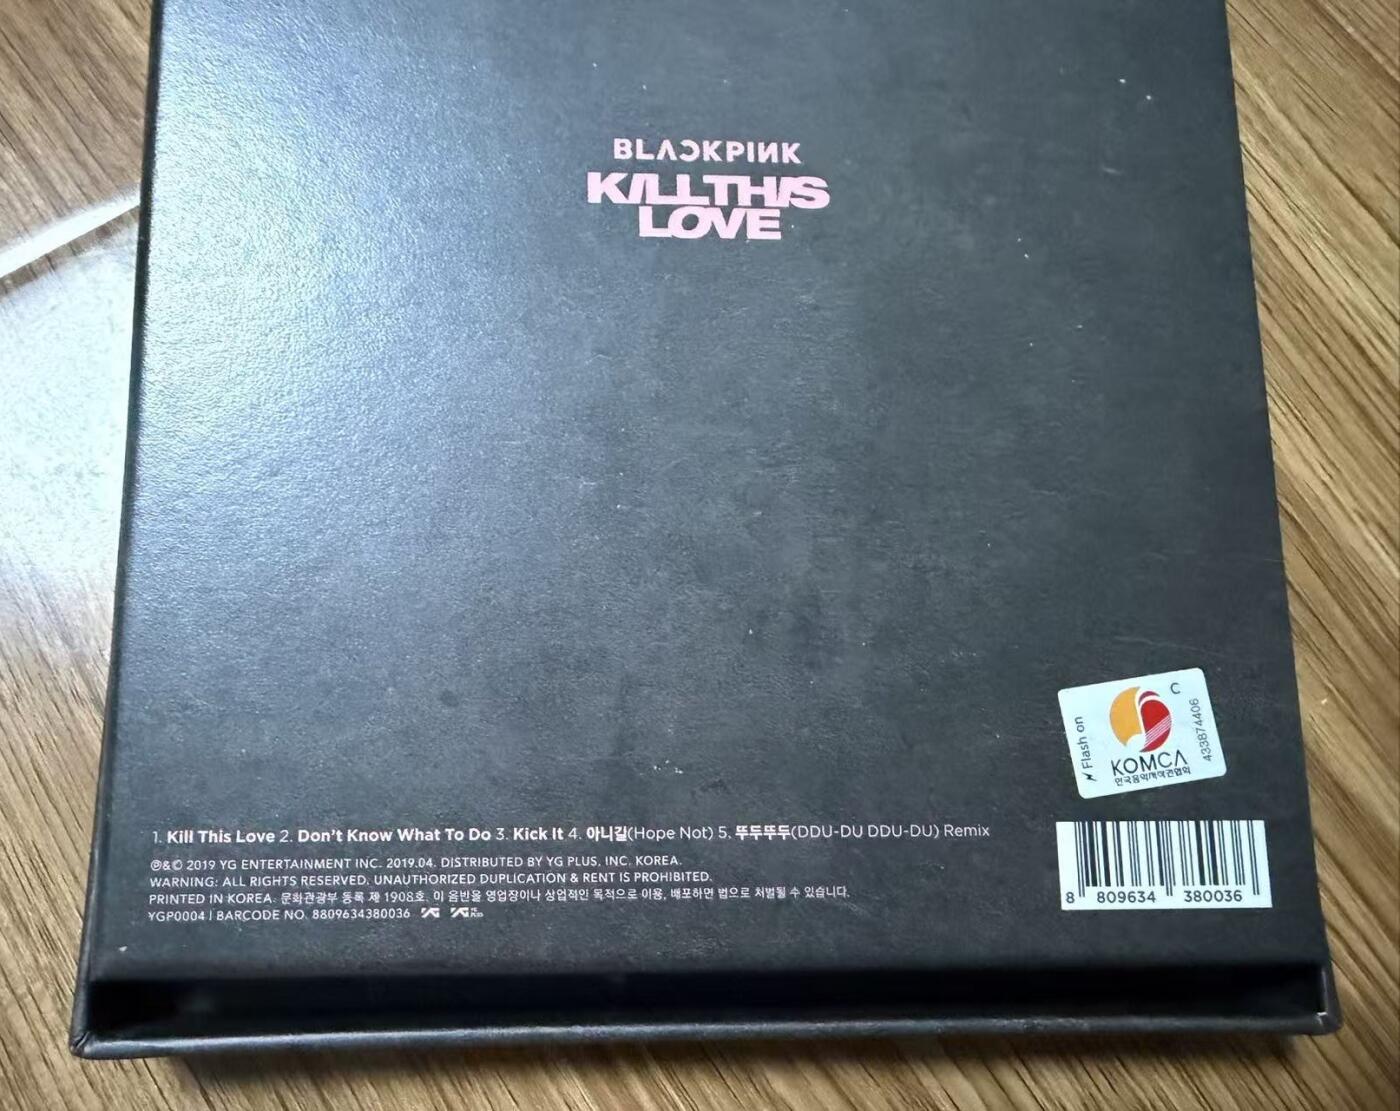 BLACKPINK
KILL THIS
LOVE
C
Flash on
433874406
KOMCA
한국음악저작권협회
1. Kill This Love 2. Don't Know What To Do 3. Kick It 4. 아니길(Hope Not) 5. 뚜두뚜두(DDU-DU DDU-DU) Remix
℗&© 2019 YG ENTERTAINMENT INC. 2019.04. DISTRIBUTED BY YG PLUS, INC. KOREA.
WARNING: ALL RIGHTS RESERVED. UNAUTHORIZED DUPLICATION & RENT IS PROHIBITED.
PRINTED IN KOREA. 문화관광부 등록 제 1908호. 이 음반을 영업장이나 상업적인 목적으로 이용, 배포하면 법으로 처벌될 수 있습니다.
YGP0004 | BARCODE NO. 8809634380036 YG YG PLUS
8 809634 380036